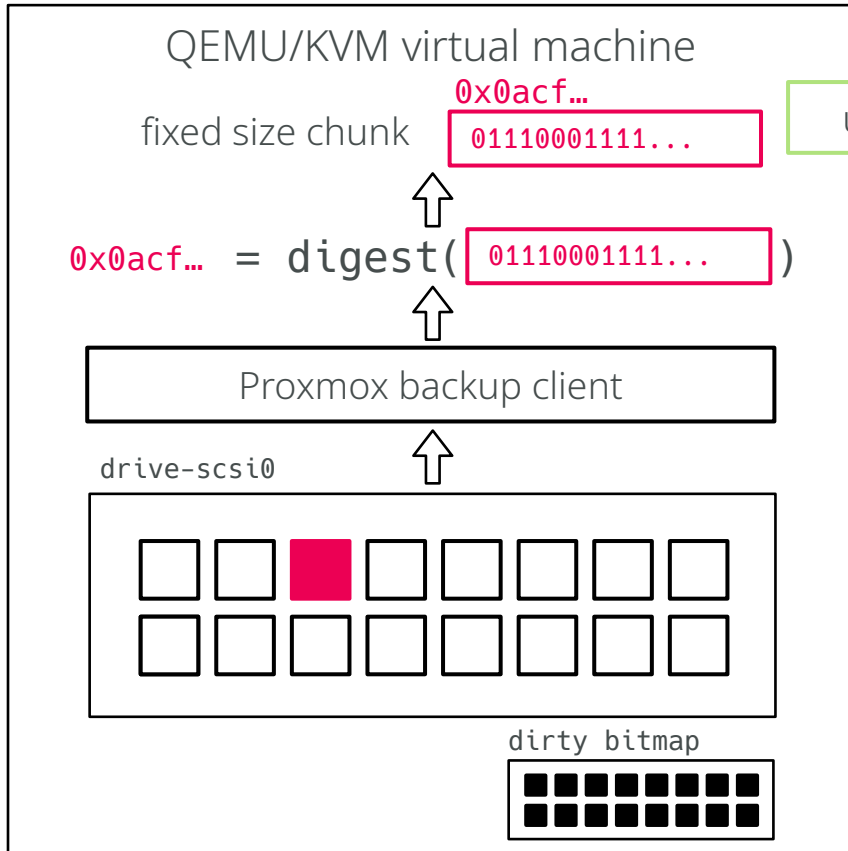 QEMU/KVM virtual machine
0x0acf…
fixed size chunk
01110001111...
0x0acf… = digest( 01110001111... )
Proxmox backup client
drive-scsi0
dirty bitmap